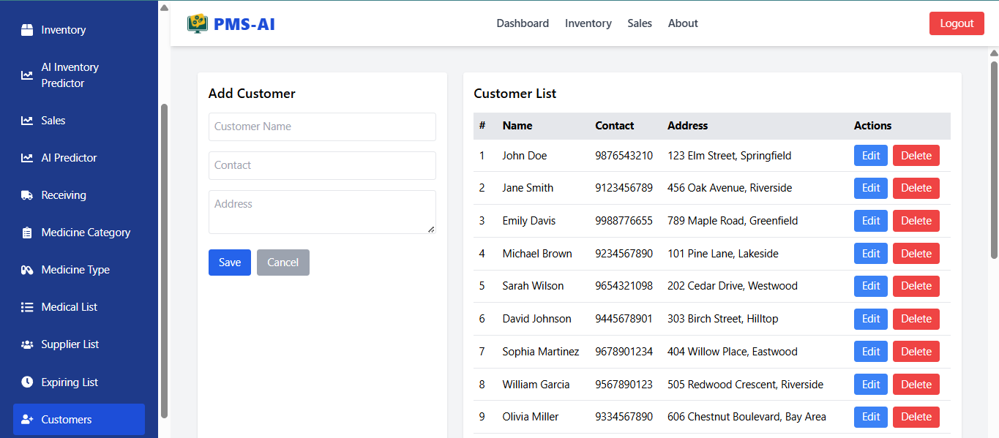 PMS-AI
Dashboard Inventory Sales About
Logout
Inventory
AI Inventory
Predictor
Sales
AI Predictor
Receiving
Medicine Category
Medicine Type
Medical List
Supplier List
Expiring List
Customers
Add Customer
Customer Name
Contact
Address
Save Cancel
Customer List
# Name Contact Address Actions
1 John Doe 9876543210 123 Elm Street, Springfield Edit Delete
2 Jane Smith 9123456789 456 Oak Avenue, Riverside Edit Delete
3 Emily Davis 9988776655 789 Maple Road, Greenfield Edit Delete
4 Michael Brown 9234567890 101 Pine Lane, Lakeside Edit Delete
5 Sarah Wilson 9654321098 202 Cedar Drive, Westwood Edit Delete
6 David Johnson 9445678901 303 Birch Street, Hilltop Edit Delete
7 Sophia Martinez 9678901234 404 Willow Place, Eastwood Edit Delete
8 William Garcia 9567890123 505 Redwood Crescent, Riverside Edit Delete
9 Olivia Miller 9334567890 606 Chestnut Boulevard, Bay Area Edit Delete